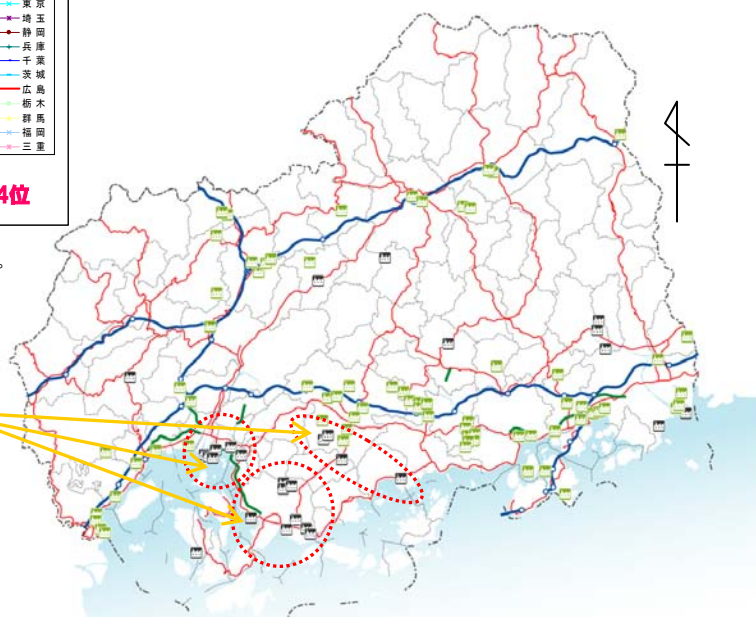 東京
埼玉
静岡
兵庫
千葉
茨城
広島
栃木
群馬
福岡
三重
4位
。